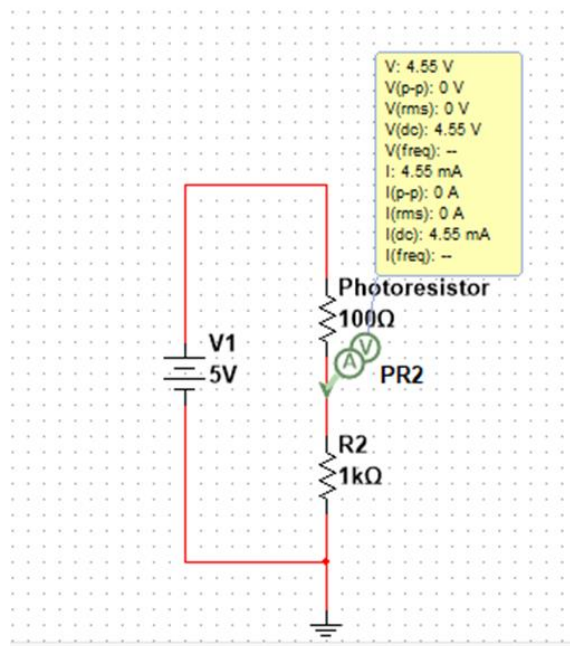 V: 4.55 V
V(p-p): 0 V
V(rms): 0 V
V(dc): 4.55 V
V(freq): --
I: 4.55 mA
I(p-p): 0 A
I(rms): 0 A
I(dc): 4.55 mA
I(freq): --
Photoresistor
100Ω
V
A
PR2
V1
5V
R2
1kΩ